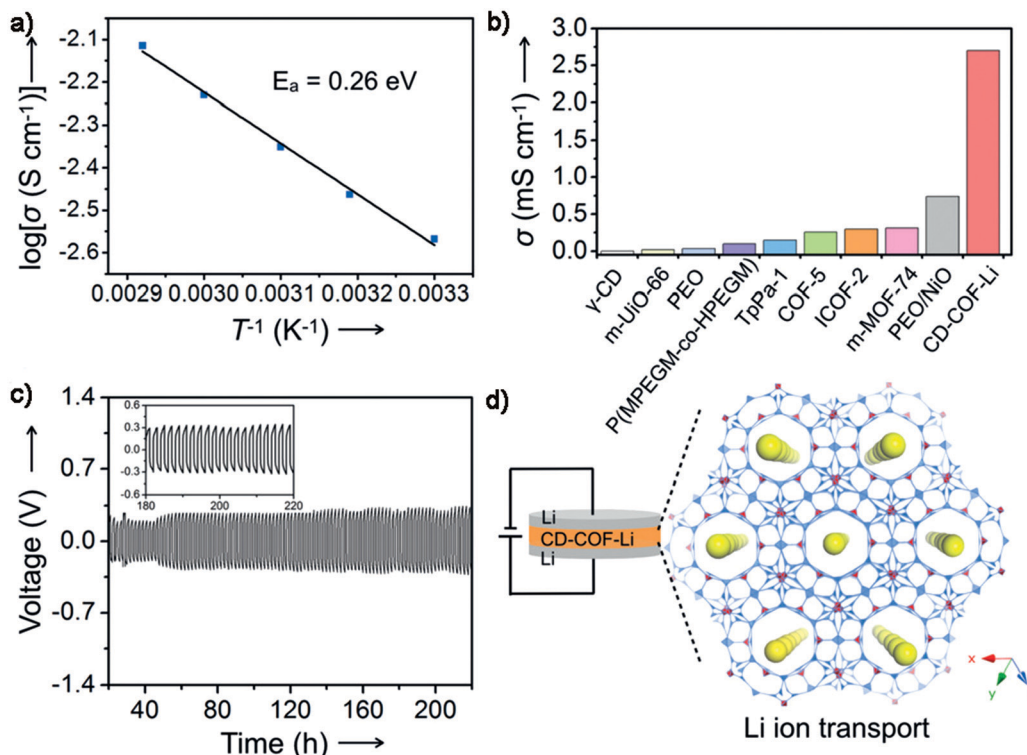 a)
log[σ (S cm⁻¹)]
-2.1
-2.2
-2.3
-2.4
-2.5
-2.6
Eₐ = 0.26 eV
0.0029 0.0030 0.0031 0.0032 0.0033
T⁻¹ (K⁻¹)
b)
σ (mS cm⁻¹)
3.0
2.5
2.0
1.5
1.0
0.5
0.0
γ-CD
m-UiO-66
PEO
P(MPEGM-co-HPEGM)
TpPa-1
COF-5
ICOF-2
m-MOF-74
PEO/NiO
CD-COF-Li
c)
Voltage (V)
1.4
0.7
0.0
-0.7
-1.4
0.6
0.3
0.0
-0.3
-0.6
180 200 220
40 80 120 160 200
Time (h)
d)
Li
CD-COF-Li
Li
x
y
Li ion transport